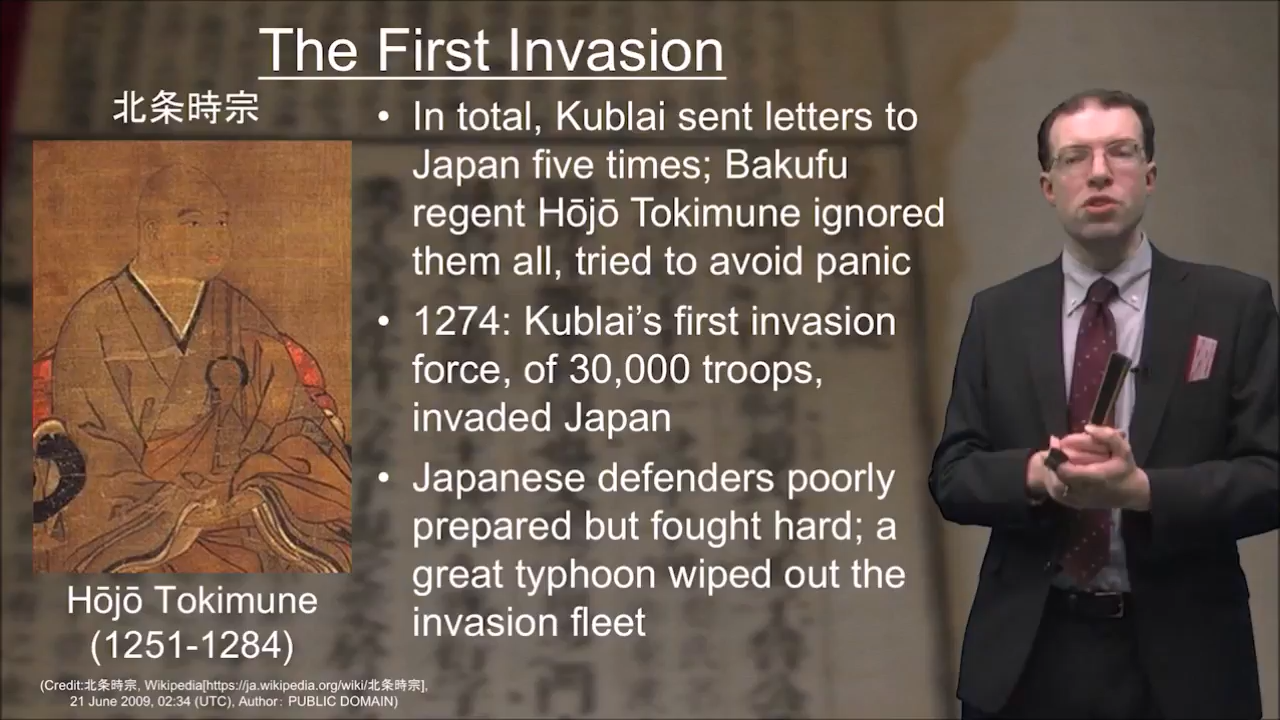 The First Invasion
北条時宗
• In total, Kublai sent letters to
Japan five times; Bakufu
regent Hōjō Tokimune ignored
them all, tried to avoid panic
• 1274: Kublai’s first invasion
force, of 30,000 troops,
invaded Japan
• Japanese defenders poorly
prepared but fought hard; a
great typhoon wiped out the
invasion fleet
Hōjō Tokimune
(1251-1284)
(Credit:北条時宗, Wikipedia[https://ja.wikipedia.org/wiki/北条時宗],
21 June 2009, 02:34 (UTC), Author: PUBLIC DOMAIN)